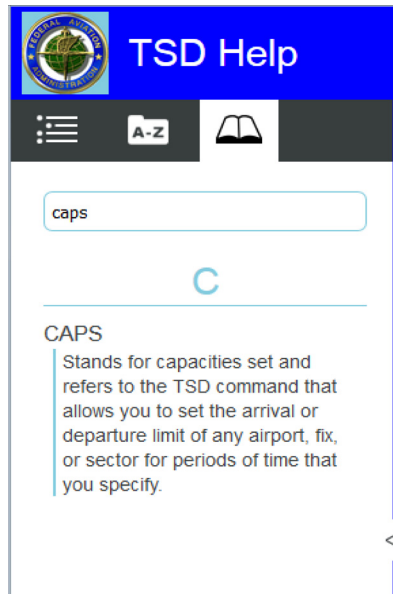 FEDERAL AVIATION
ADMINISTRATION
TSD Help
A-Z
caps
C
CAPS
Stands for capacities set and
refers to the TSD command that
allows you to set the arrival or
departure limit of any airport, fix,
or sector for periods of time that
you specify.
<